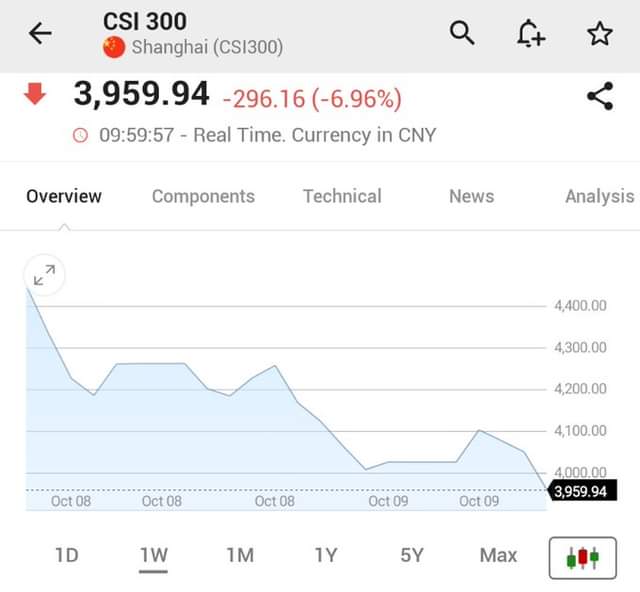 CSI 300
Shanghai (CSI300)
3,959.94 -296.16 (-6.96%)
09:59:57 - Real Time. Currency in CNY
Overview Components Technical News Analysis
4,400.00
4,300.00
4,200.00
4,100.00
4,000.00
3,959.94
Oct 08 Oct 08 Oct 08 Oct 09 Oct 09
1D 1W 1M 1Y 5Y Max